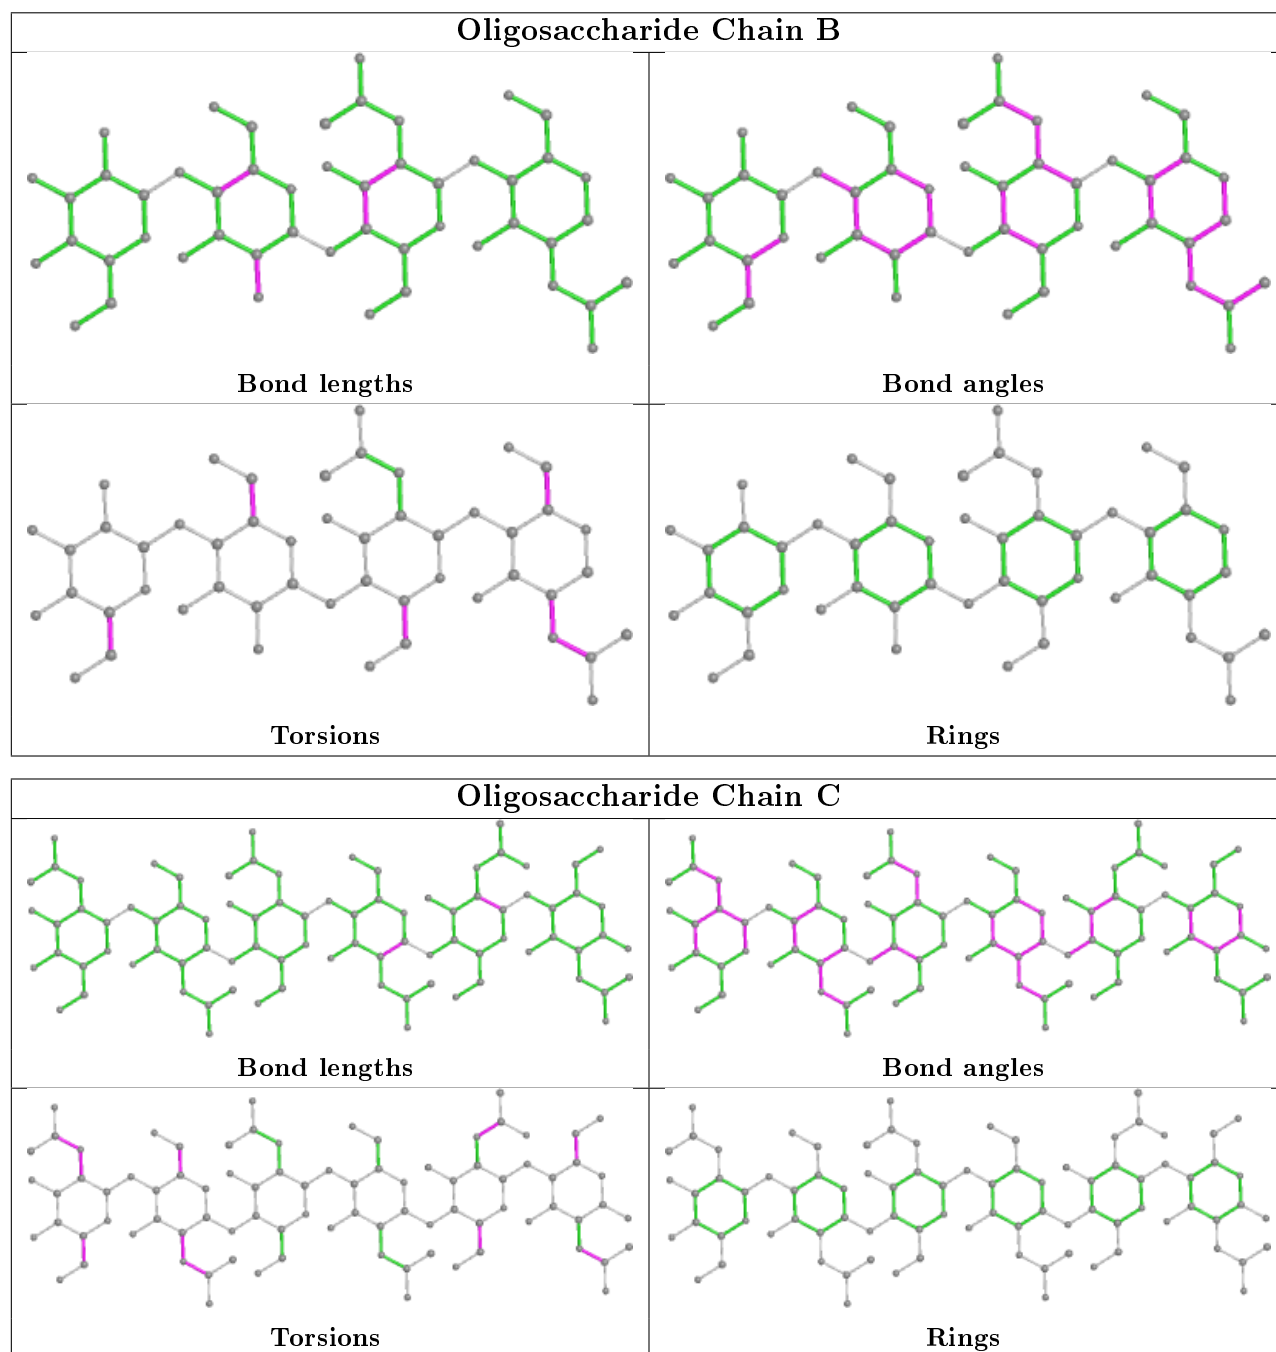 Oligosaccharide Chain B
Bond lengths
Bond angles
Torsions
Rings
Oligosaccharide Chain C
Bond lengths
Bond angles
Torsions
Rings